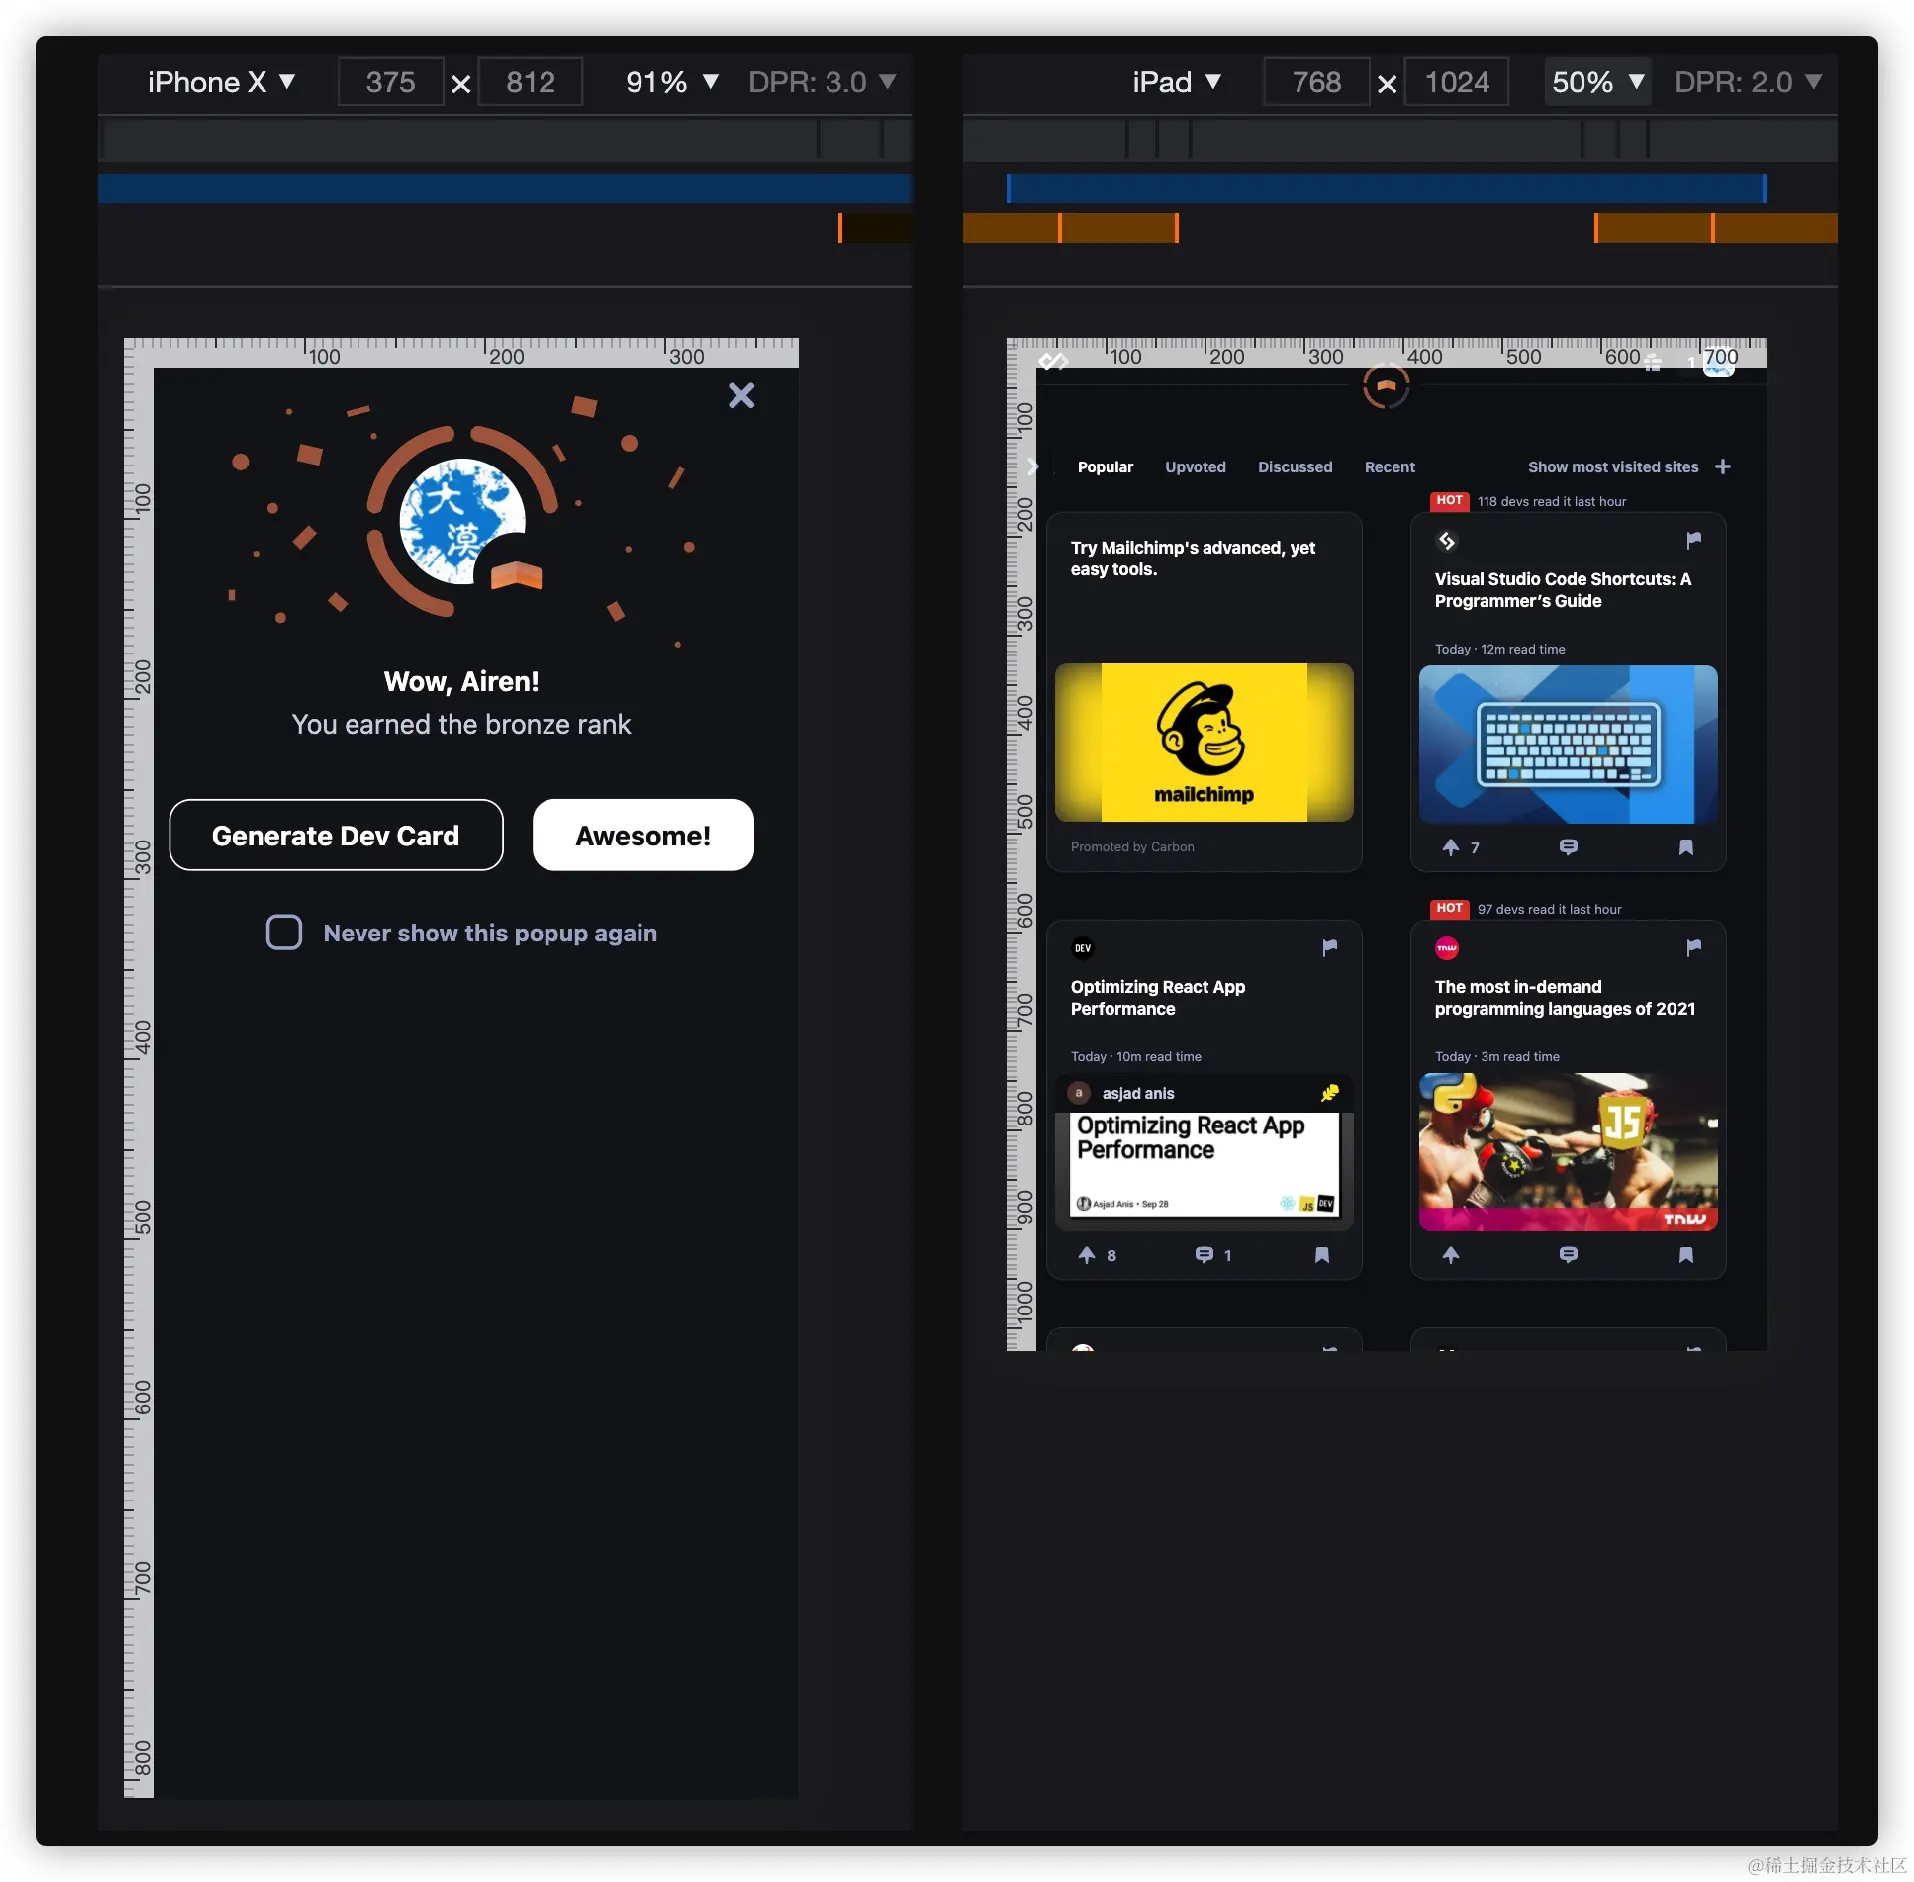 iPhone X ▼ 375 × 812 91% ▼ DPR: 3.0 ▼
100 200 300
100
200
300
400
500
600
700
800
大漠
Wow, Airen!
You earned the bronze rank
Generate Dev Card
Awesome!
Never show this popup again
iPad ▼ 768 × 1024 50% ▼ DPR: 2.0 ▼
100 200 300 400 500 600 700
1
100
200
300
400
500
600
700
800
900
1000
Popular Upvoted Discussed Recent Show most visited sites +
Try Mailchimp's advanced, yet
easy tools.
mailchimp
Promoted by Carbon
HOT 118 devs read it last hour
Visual Studio Code Shortcuts: A
Programmer’s Guide
Today · 12m read time
7
DEV
Optimizing React App
Performance
Today · 10m read time
a asjad anis
Optimizing React App
Performance
Asjad Anis • Sep 28
JS DEV
8 1
HOT 97 devs read it last hour
TNW
The most in-demand
programming languages of 2021
Today · 3m read time
JS
TNW
@稀土掘金技术社区